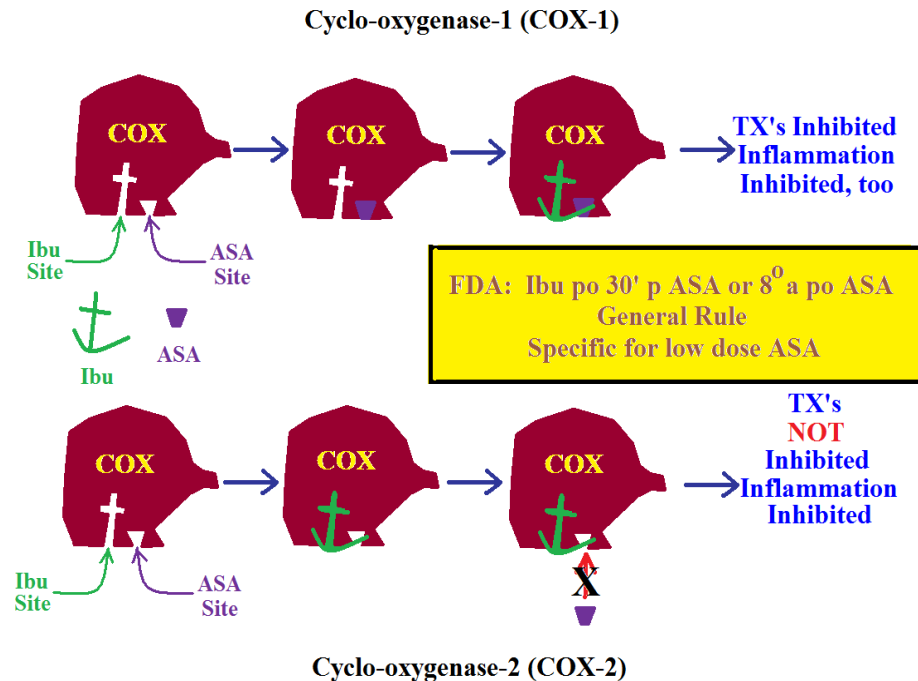 Cyclo-oxygenase-1 (COX-1)
COX
COX
COX
TX's Inhibited
Inflammation
Inhibited, too
Ibu
Site
ASA
Site
Ibu
ASA
FDA: Ibu po 30' p ASA or 8° a po ASA
General Rule
Specific for low dose ASA
COX
COX
COX
TX's
NOT
Inhibited
Inflammation
Inhibited
Ibu
Site
ASA
Site
X
Cyclo-oxygenase-2 (COX-2)